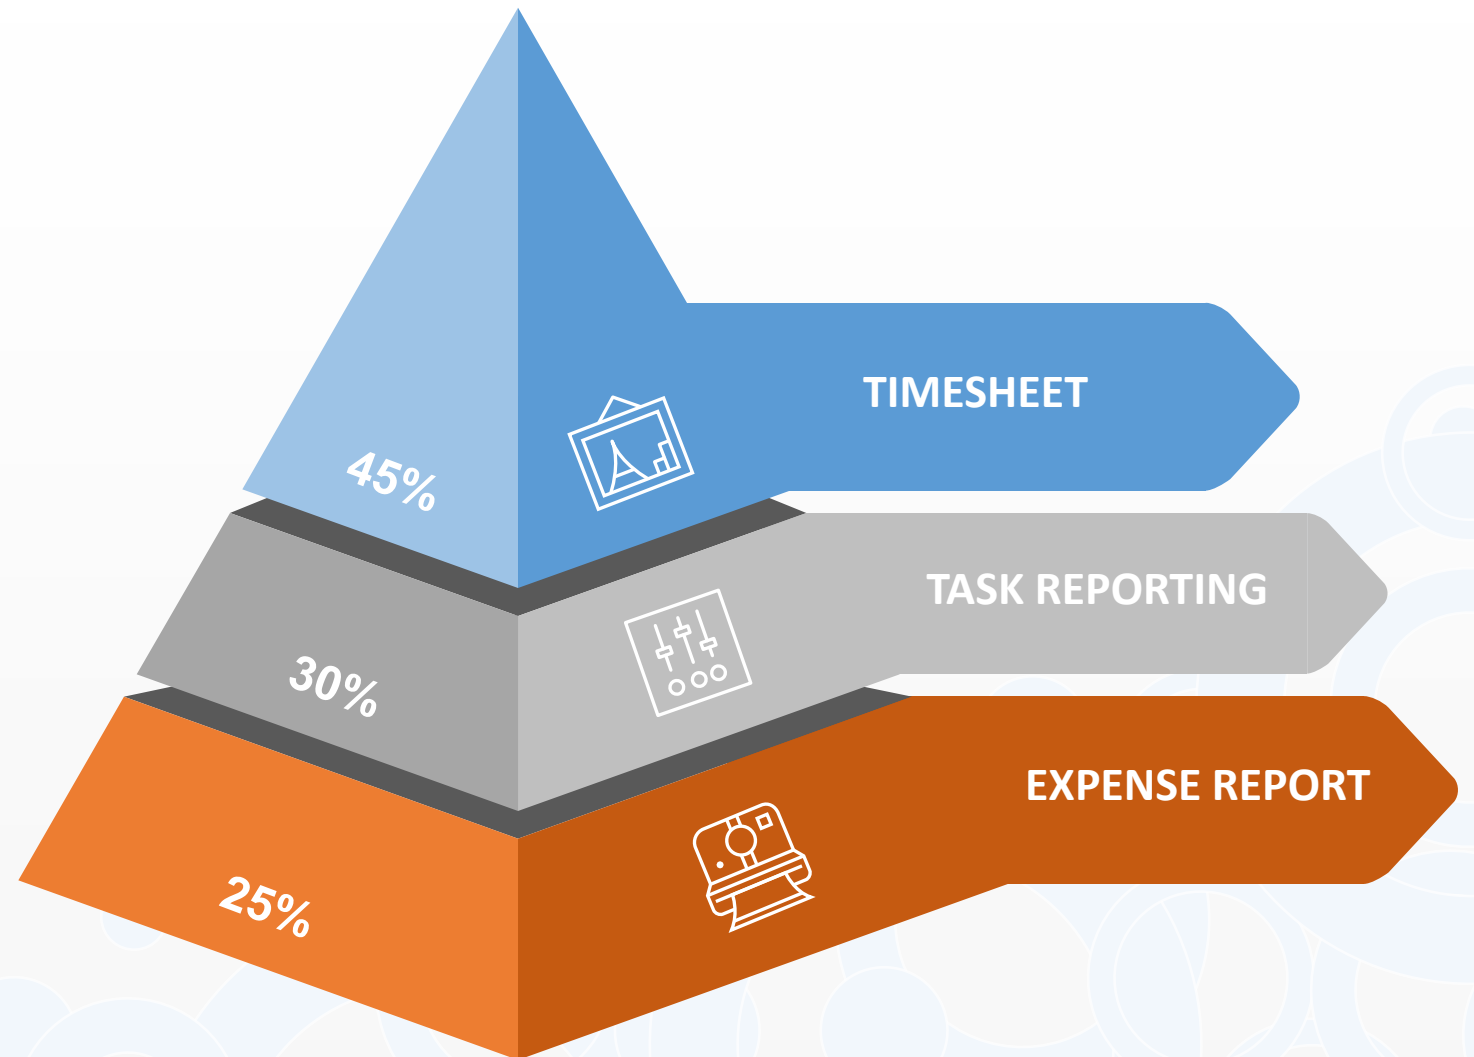 45%
TIMESHEET
30%
TASK REPORTING
25%
EXPENSE REPORT